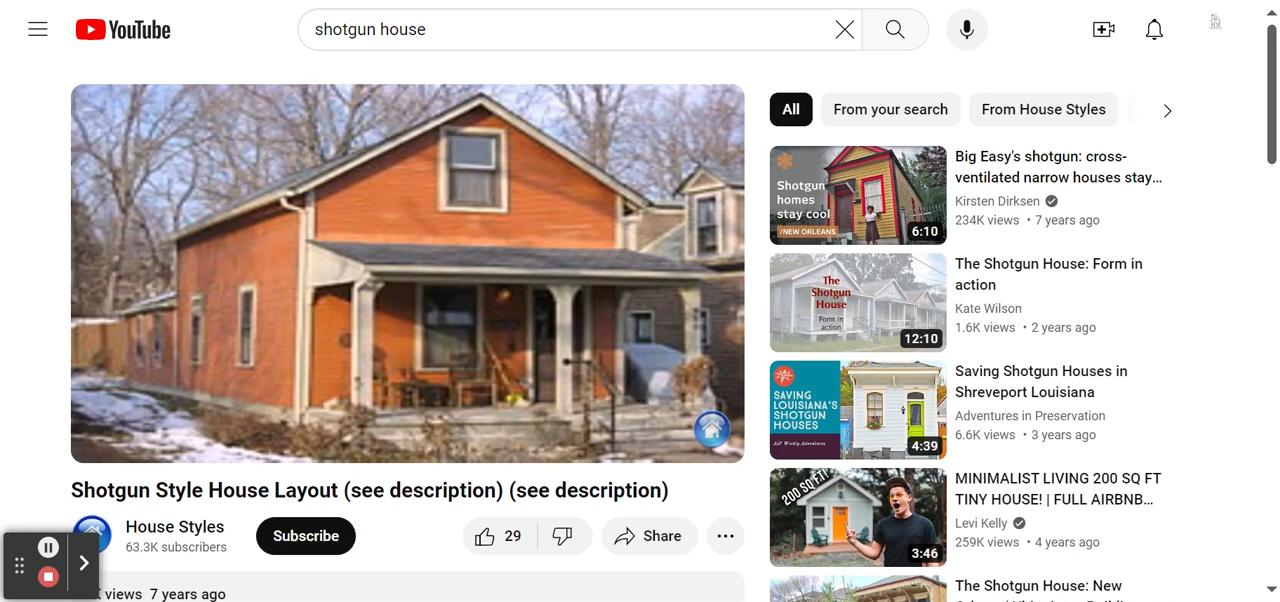 YouTube
shotgun house
All
From your search
From House Styles
Shotgun
homes
stay cool
/NEW ORLEANS
6:10
Big Easy's shotgun: cross-
ventilated narrow houses stay...
Kirsten Dirksen
234K views • 7 years ago
The
Shotgun
House
Form in
action
12:10
The Shotgun House: Form in
action
Kate Wilson
1.6K views • 2 years ago
SAVING
LOUISIANA'S
SHOTGUN
HOUSES
AiP Weekly Adventures
4:39
Saving Shotgun Houses in
Shreveport Louisiana
Adventures in Preservation
6.6K views • 3 years ago
200 SQ FT!
3:46
MINIMALIST LIVING 200 SQ FT
TINY HOUSE! | FULL AIRBNB...
Levi Kelly
259K views • 4 years ago
The Shotgun House: New
Shotgun Style House Layout (see description) (see description)
House Styles
63.3K subscribers
Subscribe
29
Share
views 7 years ago